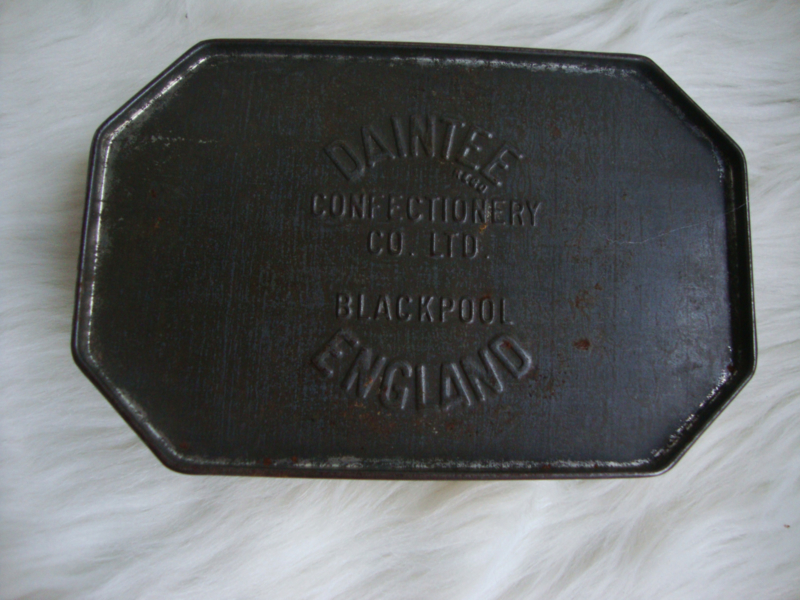 DAINTEE
CONFECTIONERY
CO. LTD.
BLACKPOOL
ENGLAND